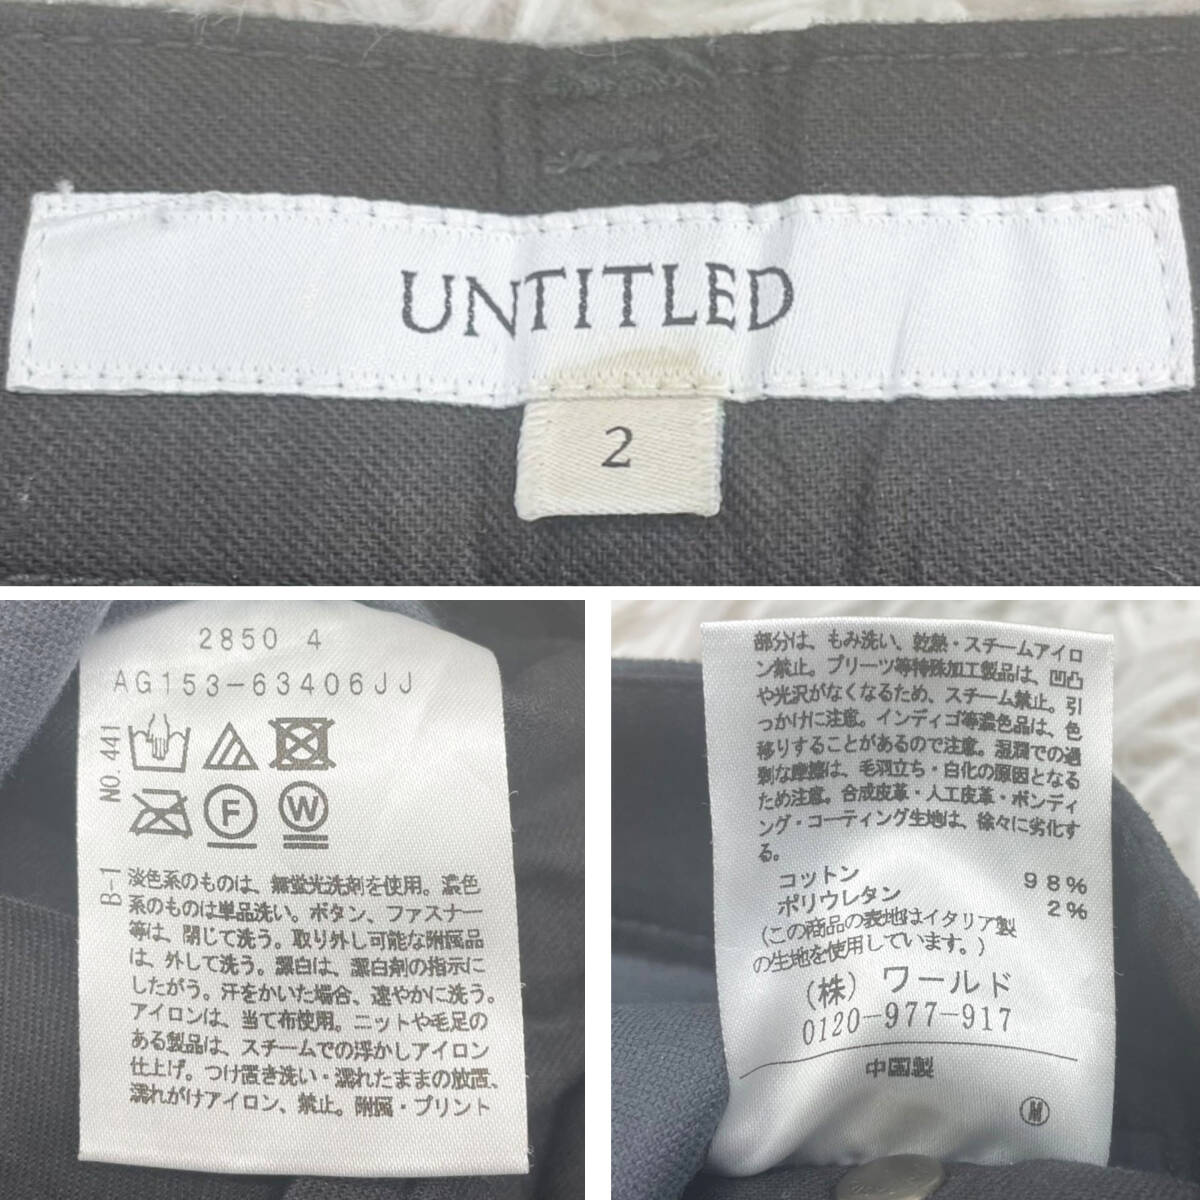 UNTITLED
2
2850 4
AG153-63406JJ
NO.441
F
W
B-1
淡色系のものは、無蛍光洗剤を使用。濃色
系のものは単品洗い。ボタン、ファスナー
等は、閉じて洗う。取り外し可能な附属品
は、外して洗う。漂白は、漂白剤の指示に
したがう。汗をかいた場合、速やかに洗う。
アイロンは、当て布使用。ニットや毛足の
ある製品は、スチームでの浮かしアイロン
仕上げ。つけ置き洗い・濡れたままの放置、
濡れがけアイロン、禁止。附属・プリント
部分は、もみ洗い、乾熱・スチームアイロ
ン禁止。プリーツ等特殊加工製品は、凹凸
や光沢がなくなるため、スチーム禁止。引
っかけに注意。インディゴ等濃色品は、色
移りすることがあるので注意。湿潤での過
剰な摩擦は、毛羽立ち・白化の原因となる
ため注意。合成皮革・人工皮革・ボンディ
ング・コーティング生地は、徐々に劣化す
る。
コットン 98%
ポリウレタン 2%
(この商品の表地はイタリア製
の生地を使用しています。)
(株) ワールド
0120-977-917
中国製
M